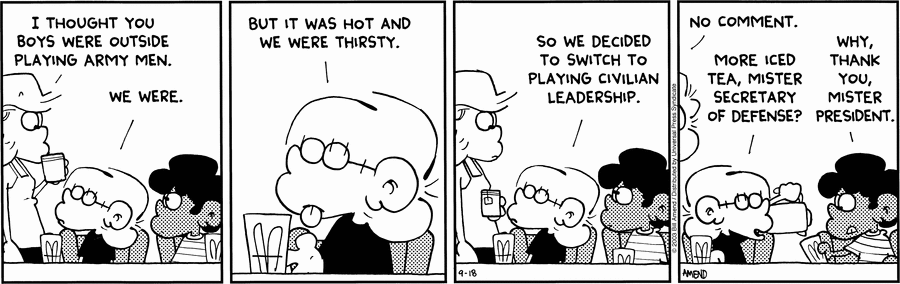 I THOUGHT YOU
BOYS WERE OUTSIDE
PLAYING ARMY MEN.
WE WERE.
BUT IT WAS HOT AND
WE WERE THIRSTY.
SO WE DECIDED
TO SWITCH TO
PLAYING CIVILIAN
LEADERSHIP.
9-18
© 2003 Bill Amend / Distributed by Universal Press Syndicate
NO COMMENT.
MORE ICED
TEA, MISTER
SECRETARY
OF DEFENSE?
WHY,
THANK
YOU,
MISTER
PRESIDENT.
AMEND